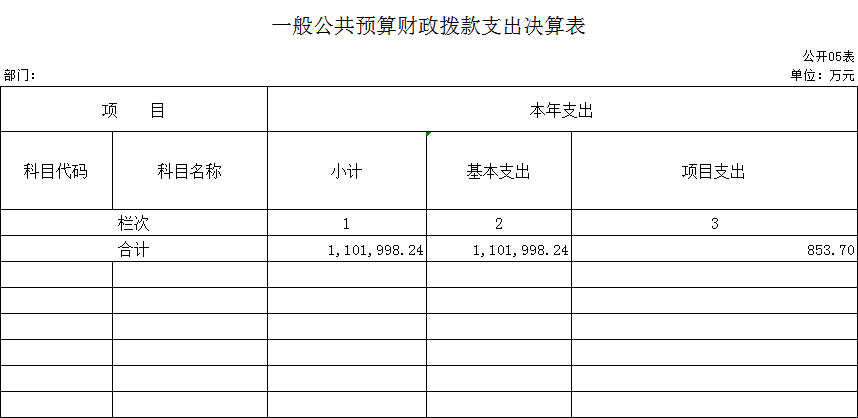 一般公共预算财政拨款支出决算表
公开05表
部门： 单位：万元
项 目 本年支出
科目代码 科目名称 小计 基本支出 项目支出
栏次 1 2 3
合计 1,101,998.24 1,101,998.24 853.70